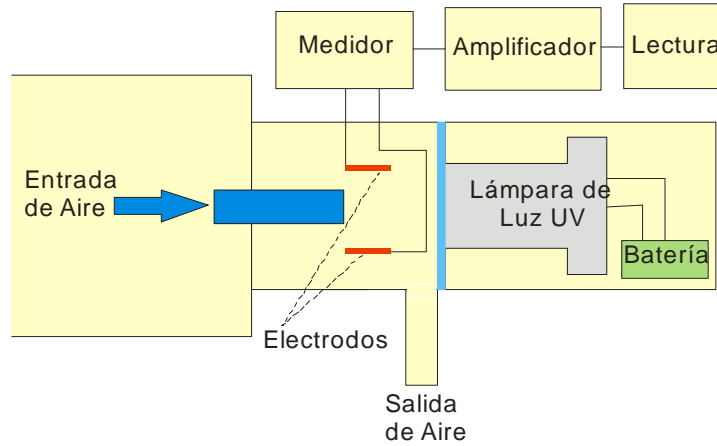 Medidor
Amplificador
Lectura
Entrada
de Aire
Lámpara de
Luz UV
Batería
Electrodos
Salida
de Aire